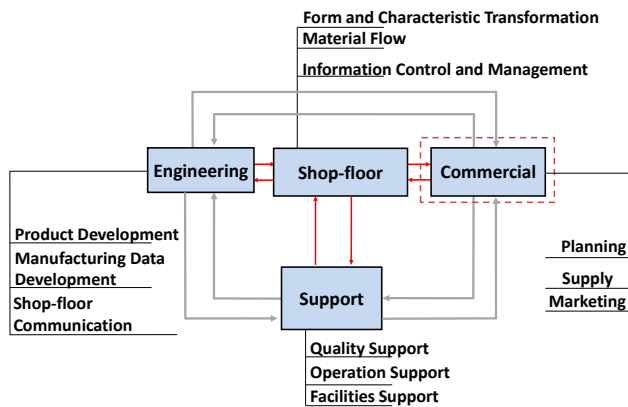 Form and Characteristic Transformation
Material Flow
Information Control and Management
Engineering
Shop-floor
Commercial
Product Development
Manufacturing Data
Development
Shop-floor
Communication
Planning
Supply
Marketing
Support
Quality Support
Operation Support
Facilities Support